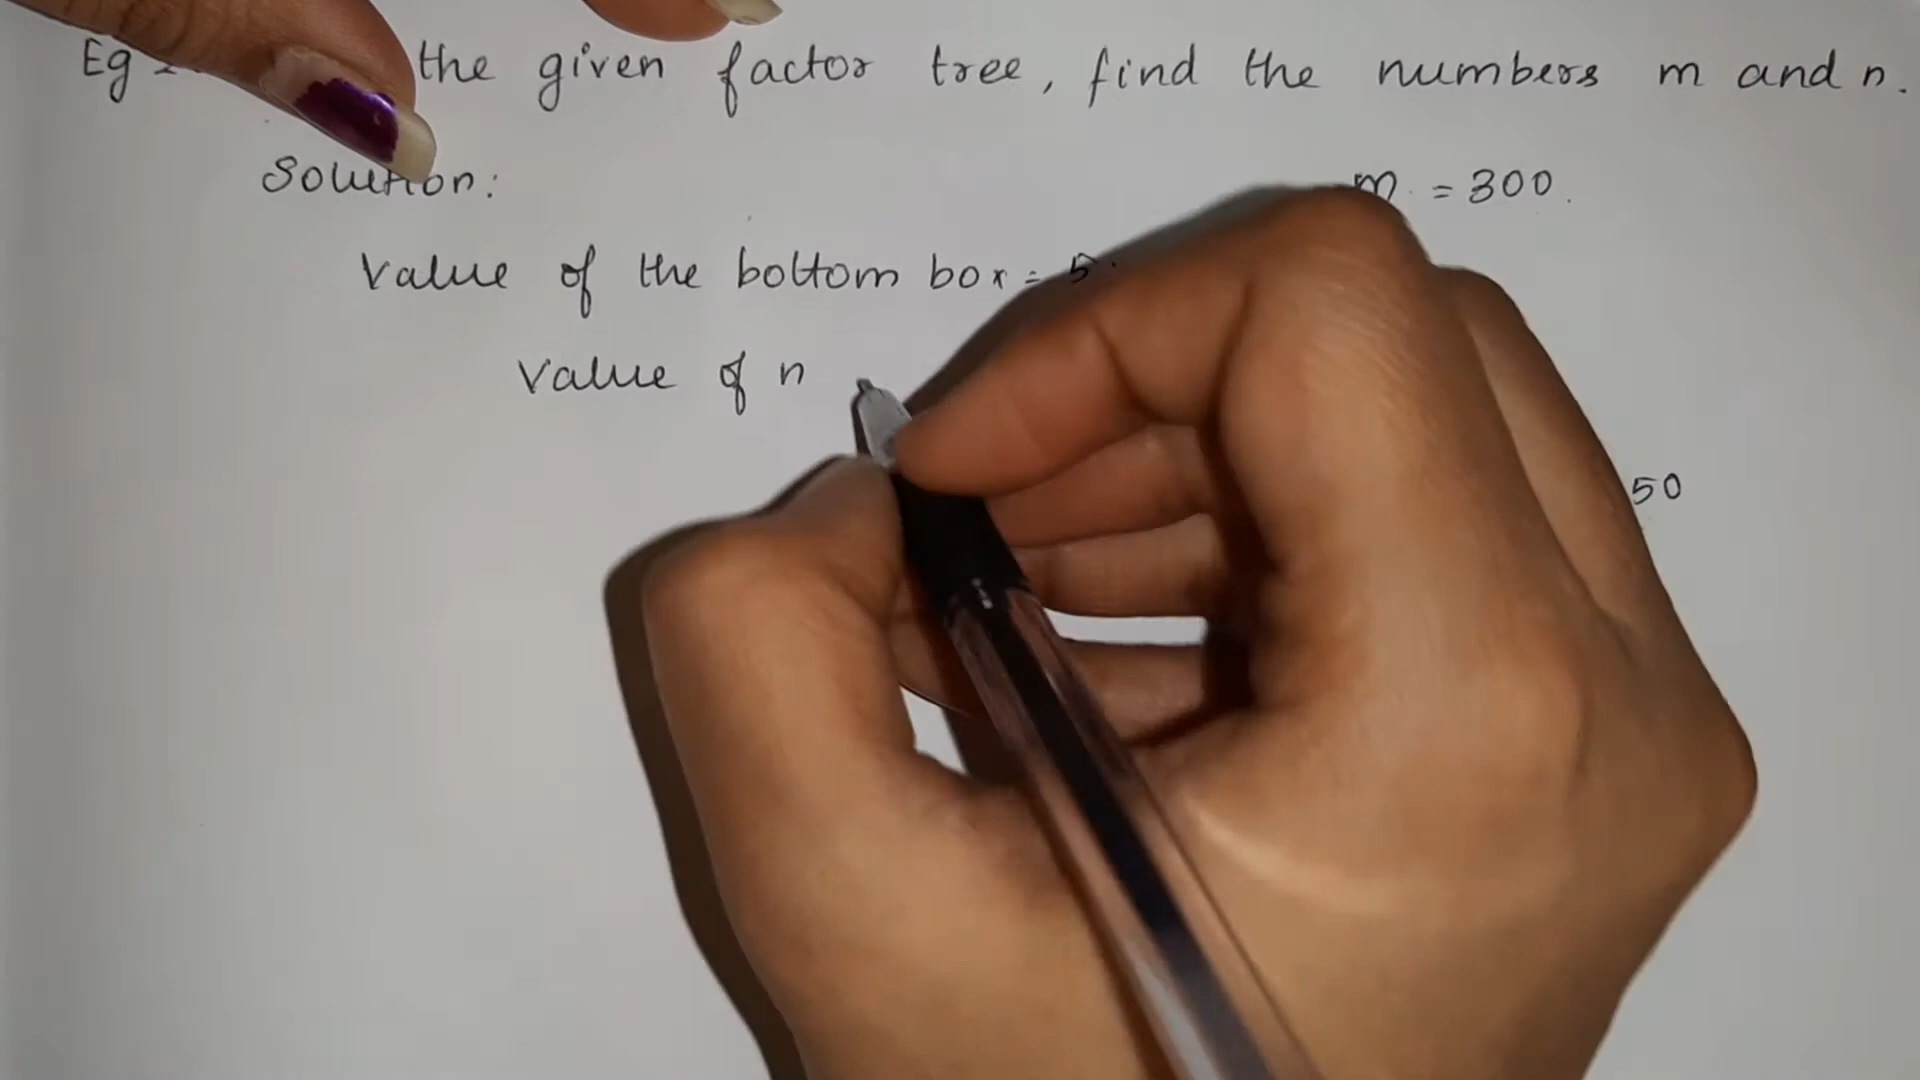 Eg the given factor tree, find the numbers m and n.
Solution:
m = 300.
Value of the bottom box = 5
Value of n
50